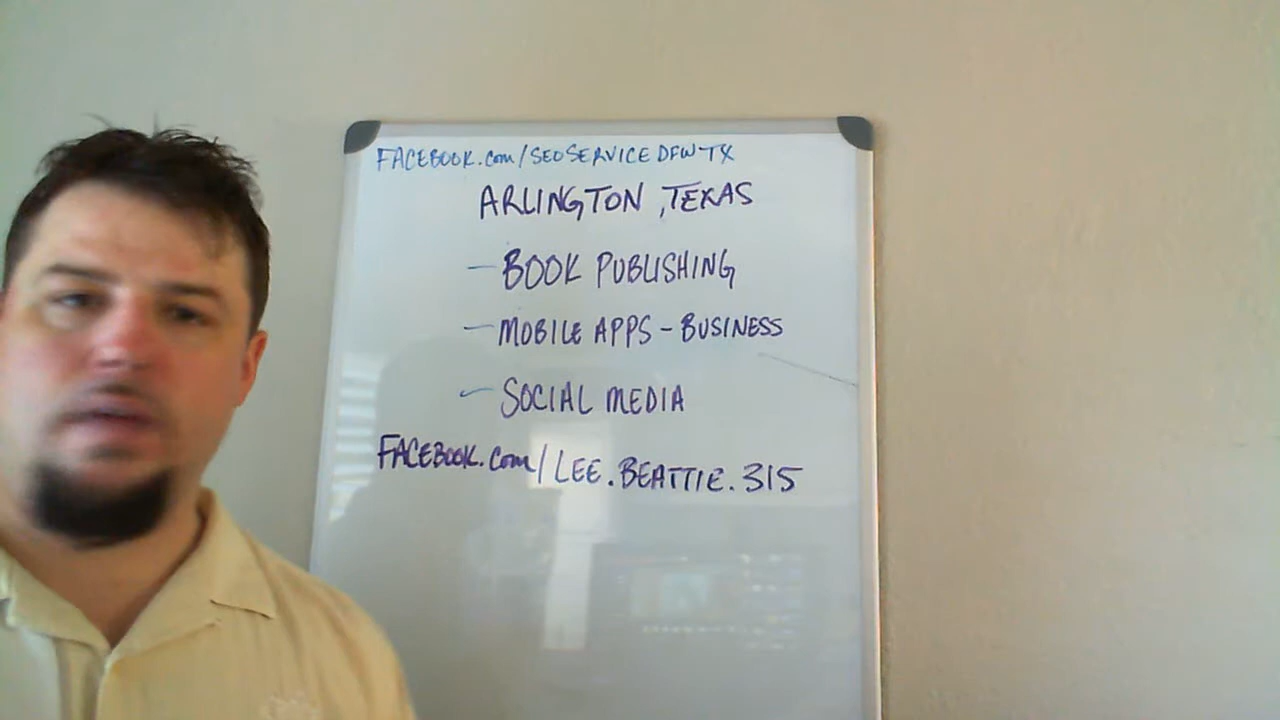 FACEBOOK.com/SEOSERVICEDFWTX
ARLINGTON, TEXAS
- BOOK PUBLISHING
- MOBILE APPS - BUSINESS
- SOCIAL MEDIA
FACEBOOK.com/LEE.BEATTIE.315